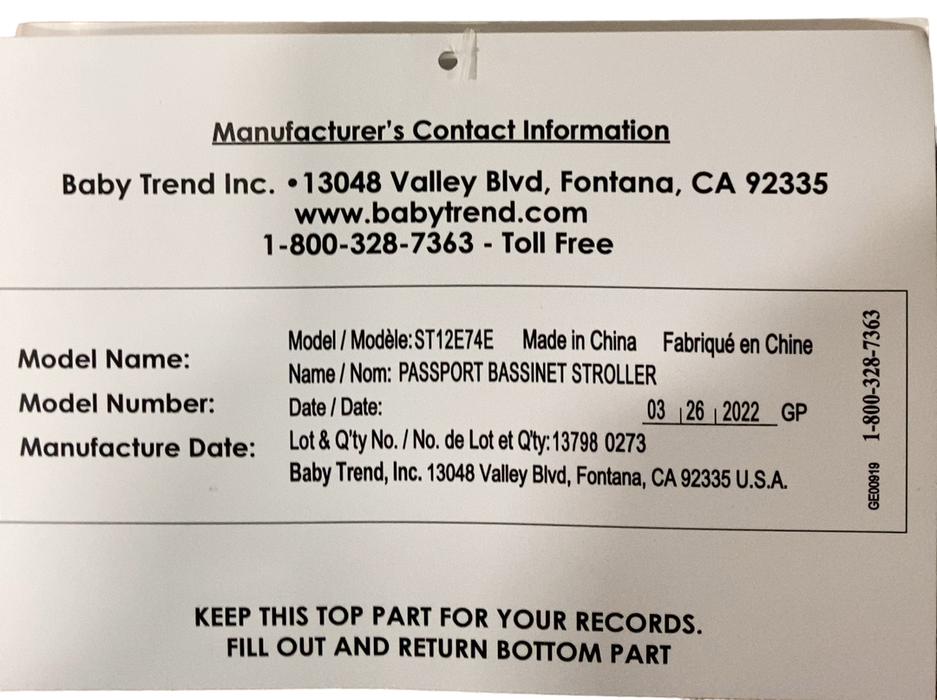 Manufacturer's Contact Information
Baby Trend Inc. • 13048 Valley Blvd, Fontana, CA 92335
www.babytrend.com
1-800-328-7363 - Toll Free
Model Name:
Model Number:
Manufacture Date:
Model / Modèle: ST12E74E Made in China Fabriqué en Chine
Name / Nom: PASSPORT BASSINET STROLLER
Date / Date: 03 | 26 | 2022 GP
Lot & Q'ty No. / No. de Lot et Q'ty: 13798 0273
Baby Trend, Inc. 13048 Valley Blvd, Fontana, CA 92335 U.S.A.
GE00919 1-800-328-7363
KEEP THIS TOP PART FOR YOUR RECORDS.
FILL OUT AND RETURN BOTTOM PART